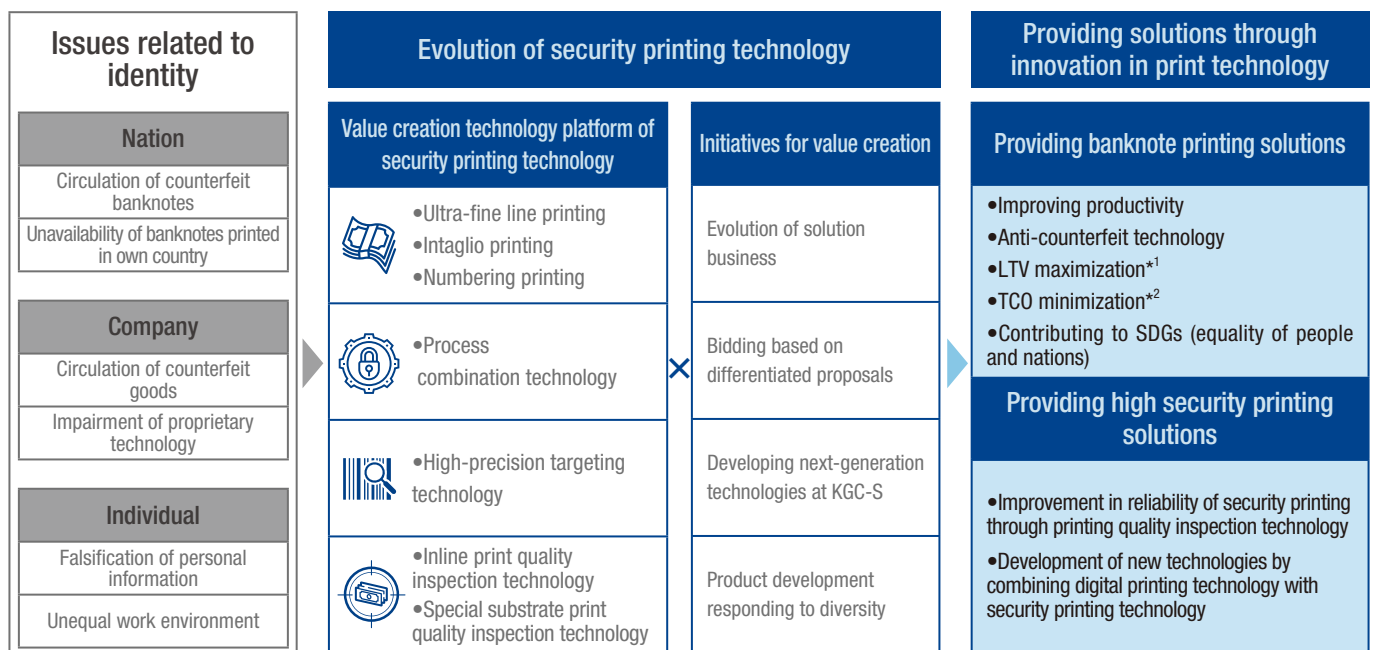 Issues related to
identity
Nation
Circulation of counterfeit
banknotes
Unavailability of banknotes printed
in own country
Company
Circulation of counterfeit
goods
Impairment of proprietary
technology
Individual
Falsification of personal
information
Unequal work environment
Evolution of security printing technology
Value creation technology platform of
security printing technology
•Ultra-fine line printing
•Intaglio printing
•Numbering printing
•Process
combination technology
•High-precision targeting
technology
•Inline print quality
inspection technology
•Special substrate print
quality inspection technology
×
Initiatives for value creation
Evolution of solution
business
Bidding based on
differentiated proposals
Developing next-generation
technologies at KGC-S
Product development
responding to diversity
Providing solutions through
innovation in print technology
Providing banknote printing solutions
•Improving productivity
•Anti-counterfeit technology
•LTV maximization*1
•TCO minimization*2
•Contributing to SDGs (equality of people
and nations)
Providing high security printing
solutions
•Improvement in reliability of security printing
through printing quality inspection technology
•Development of new technologies by
combining digital printing technology with
security printing technology